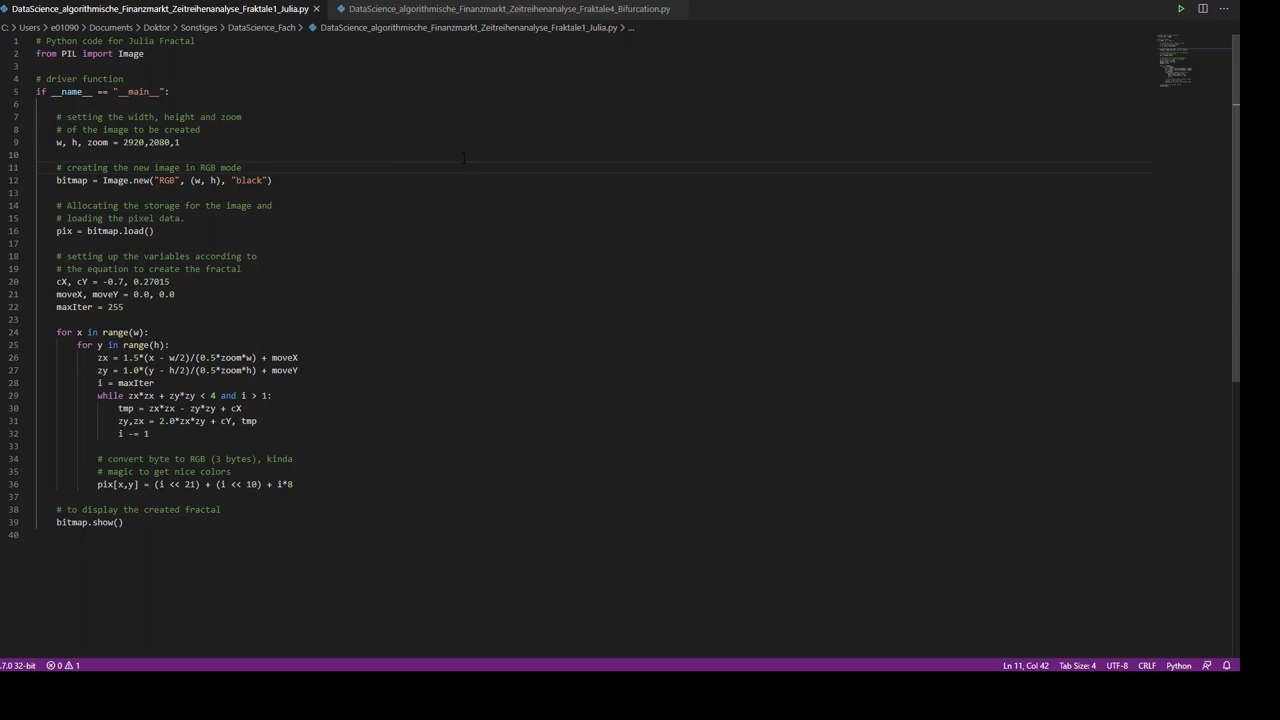 DataScience_algorithmische_Finanzmarkt_Zeitreihenanalyse_Fraktale1_Julia.py DataScience_algorithmische_Finanzmarkt_Zeitreihenanalyse_Fraktale4_Bifurcation.py
C: > Users > e01090 > Documents > Doktor > Sonstiges > DataScience_Fach > DataScience_algorithmische_Finanzmarkt_Zeitreihenanalyse_Fraktale1_Julia.py > ...
1 # Python code for Julia Fractal
2 from PIL import Image
3
4 # driver function
5 if __name__ == "__main__":
6
7 # setting the width, height and zoom
8 # of the image to be created
9 w, h, zoom = 2920,2080,1
10
11 # creating the new image in RGB mode
12 bitmap = Image.new("RGB", (w, h), "black")
13
14 # Allocating the storage for the image and
15 # loading the pixel data.
16 pix = bitmap.load()
17
18 # setting up the variables according to
19 # the equation to create the fractal
20 cX, cY = -0.7, 0.27015
21 moveX, moveY = 0.0, 0.0
22 maxIter = 255
23
24 for x in range(w):
25 for y in range(h):
26 zx = 1.5*(x - w/2)/(0.5*zoom*w) + moveX
27 zy = 1.0*(y - h/2)/(0.5*zoom*h) + moveY
28 i = maxIter
29 while zx*zx + zy*zy < 4 and i > 1:
30 tmp = zx*zx - zy*zy + cX
31 zy,zx = 2.0*zx*zy + cY, tmp
32 i -= 1
33
34 # convert byte to RGB (3 bytes), kinda
35 # magic to get nice colors
36 pix[x,y] = (i << 21) + (i << 10) + i*8
37
38 # to display the created fractal
39 bitmap.show()
40
.7.0 32-bit 0 1 Ln 11, Col 42 Tab Size: 4 UTF-8 CRLF Python